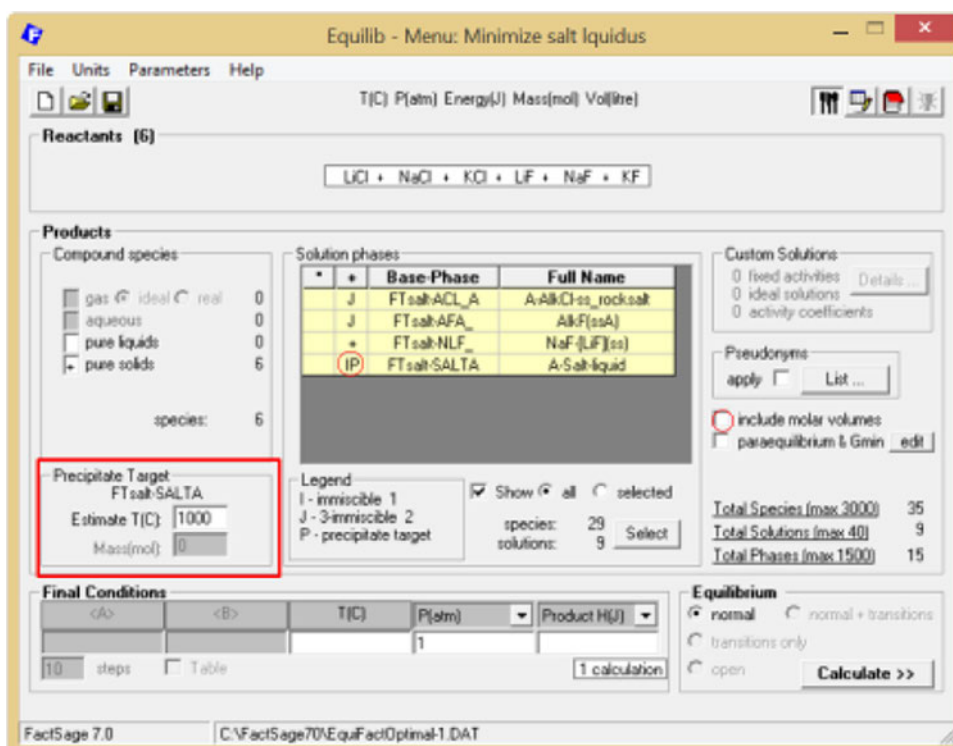 Equilib - Menu: Minimize salt lquidus
File Units Parameters Help
T(C) P(atm) Energy(J) Mass(mol) Vol(litre)
Reactants (6)
LiCl + NaCl + KCl + LiF + NaF + KF
Products
Compound species
gas ideal real 0
aqueous 0
pure liquids 0
+ pure solids 6
species: 6
Precipitate Target
FTsalt-SALTA
Estimate T(C): 1000
Mass(mol): 0
Solution phases
* + Base-Phase Full Name
J FTsalt-ACL_A A-AlkCl-ss_rocksalt
J FTsalt-AFA_ AlkF(ssA)
+ FTsalt-NLF_ NaF-[LiF](ss)
IP FTsalt-SALTA A-Salt-liquid
Legend
I - immiscible 1
J - 3-immiscible 2
P - precipitate target
Show all selected
species: 29
solutions: 9
Select
Custom Solutions
0 fixed activities
0 ideal solutions
0 activity coefficients
Details ...
Pseudonyms
apply List ...
include molar volumes
paraequilibrium & Gmin edit
Total Species (max 3000) 35
Total Solutions (max 40) 9
Total Phases (max 1500) 15
Final Conditions
<A> <B> T(C) P(atm) Product H(J)
1
10 steps Table
1 calculation
Equilibrium
normal normal + transitions
transitions only
open
Calculate >>
FactSage 7.0 C:\FactSage70\EquiFactOptimal-1.DAT